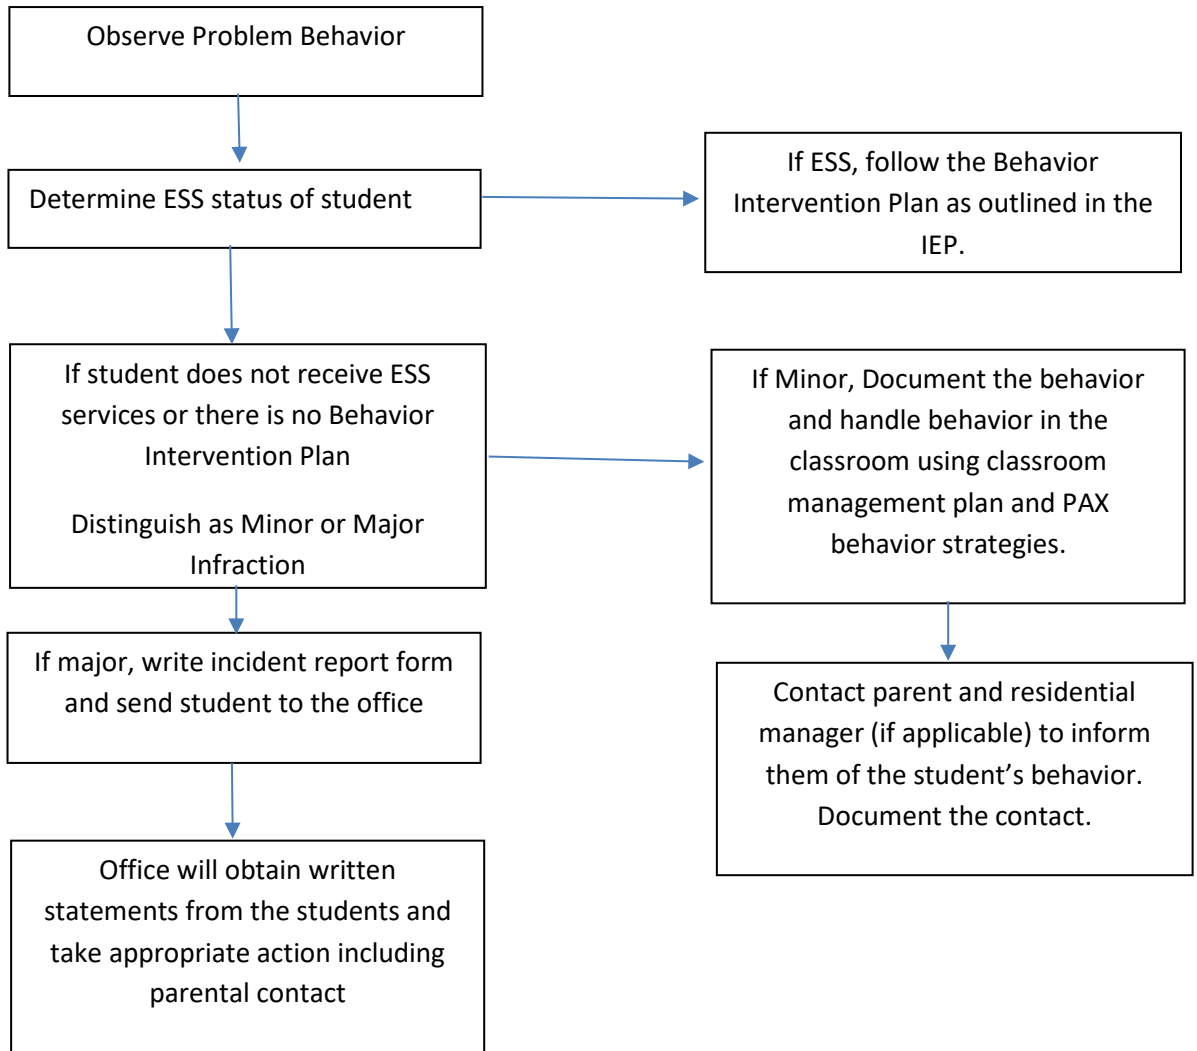 Observe Problem Behavior
Determine ESS status of student
If ESS, follow the Behavior
Intervention Plan as outlined in the
IEP.
If student does not receive ESS
services or there is no Behavior
Intervention Plan
Distinguish as Minor or Major
Infraction
If Minor, Document the behavior
and handle behavior in the
classroom using classroom
management plan and PAX
behavior strategies.
If major, write incident report form
and send student to the office
Contact parent and residential
manager (if applicable) to inform
them of the student’s behavior.
Document the contact.
Office will obtain written
statements from the students and
take appropriate action including
parental contact